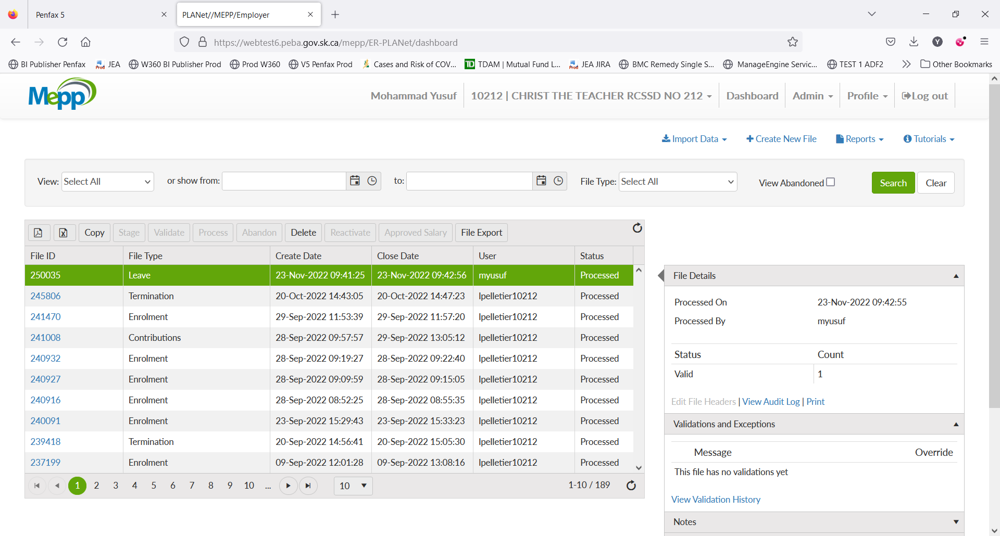 Penfax 5
PLANet//MEPP/Employer
https://webtest6.peba.gov.sk.ca/mepp/ER-PLANet/dashboard
Y
BI Publisher Penfax
Prod JEA
W360 BI Publisher Prod
Prod W360
V5 Penfax Prod
Cases and Risk of COV...
TD TDAM | Mutual Fund L...
Prod JEA JIRA
BMC Remedy Single S...
ManageEngine Servic...
TEST 1 ADF2
Other Bookmarks
Mepp
Mohammad Yusuf
10212 | CHRIST THE TEACHER RCSSD NO 212
Dashboard
Admin
Profile
Log out
Import Data
Create New File
Reports
Tutorials
View: Select All or show from: to: File Type: Select All View Abandoned Search Clear
Copy Stage Validate Process Abandon Delete Reactivate Approved Salary File Export
File ID File Type Create Date Close Date User Status
250035 Leave 23-Nov-2022 09:41:25 23-Nov-2022 09:42:56 myusuf Processed
245806 Termination 20-Oct-2022 14:43:05 20-Oct-2022 14:47:23 lpelletier10212 Processed
241470 Enrolment 29-Sep-2022 11:53:39 29-Sep-2022 11:57:20 lpelletier10212 Processed
241008 Contributions 28-Sep-2022 09:57:57 29-Sep-2022 13:05:12 lpelletier10212 Processed
240932 Enrolment 28-Sep-2022 09:19:27 28-Sep-2022 09:22:40 lpelletier10212 Processed
240927 Enrolment 28-Sep-2022 09:09:59 28-Sep-2022 09:15:05 lpelletier10212 Processed
240916 Enrolment 28-Sep-2022 08:52:25 28-Sep-2022 08:55:35 lpelletier10212 Processed
240091 Enrolment 23-Sep-2022 15:29:43 23-Sep-2022 15:33:23 lpelletier10212 Processed
239418 Termination 20-Sep-2022 14:56:41 20-Sep-2022 15:05:30 lpelletier10212 Processed
237199 Enrolment 09-Sep-2022 12:01:28 09-Sep-2022 13:08:16 lpelletier10212 Processed
1 2 3 4 5 6 7 8 9 10 ... 10 1-10 / 189
File Details
Processed On 23-Nov-2022 09:42:55
Processed By myusuf
Status Count
Valid 1
Edit File Headers | View Audit Log | Print
Validations and Exceptions
Message Override
This file has no validations yet
View Validation History
Notes